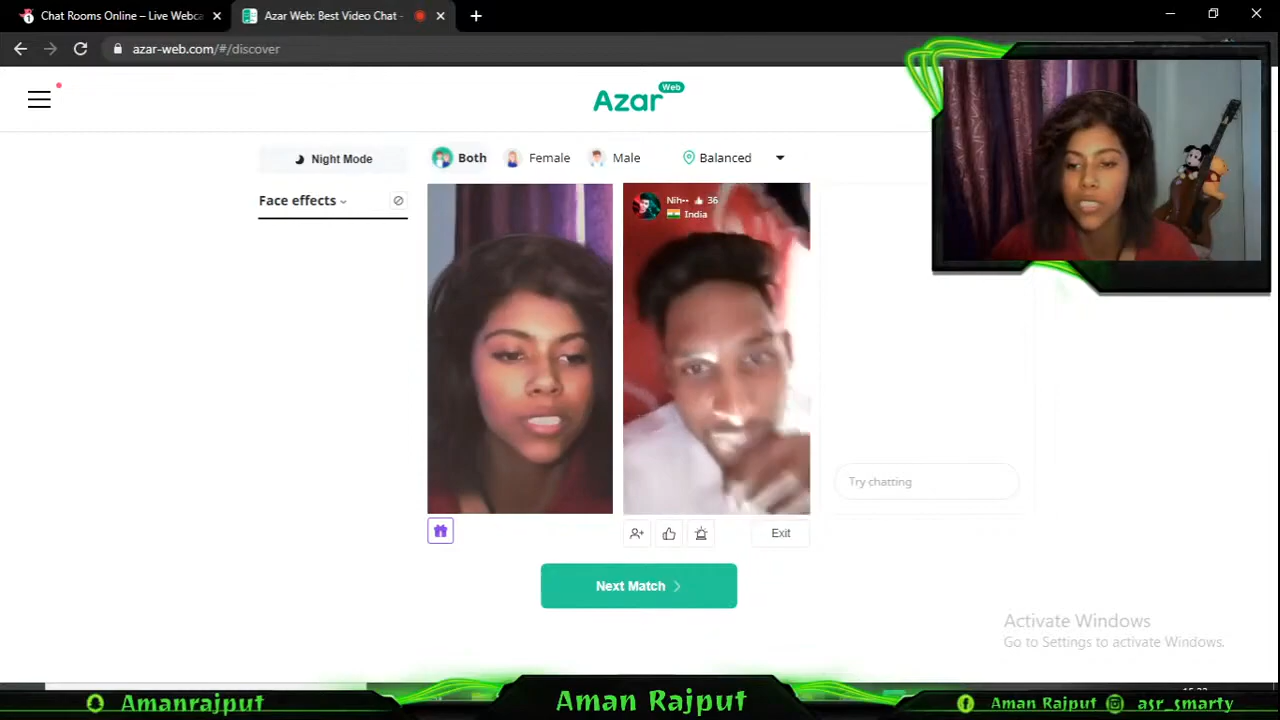 Chat Rooms Online – Live Webca
Azar Web: Best Video Chat -
azar-web.com/#/discover
Azar Web
Night Mode
Both
Female
Male
Balanced
Face effects
Nih•• 36
India
Try chatting
Exit
Next Match
Activate Windows
Go to Settings to activate Windows.
Amanrajput
Aman Rajput
Aman Rajput
asr_smarty